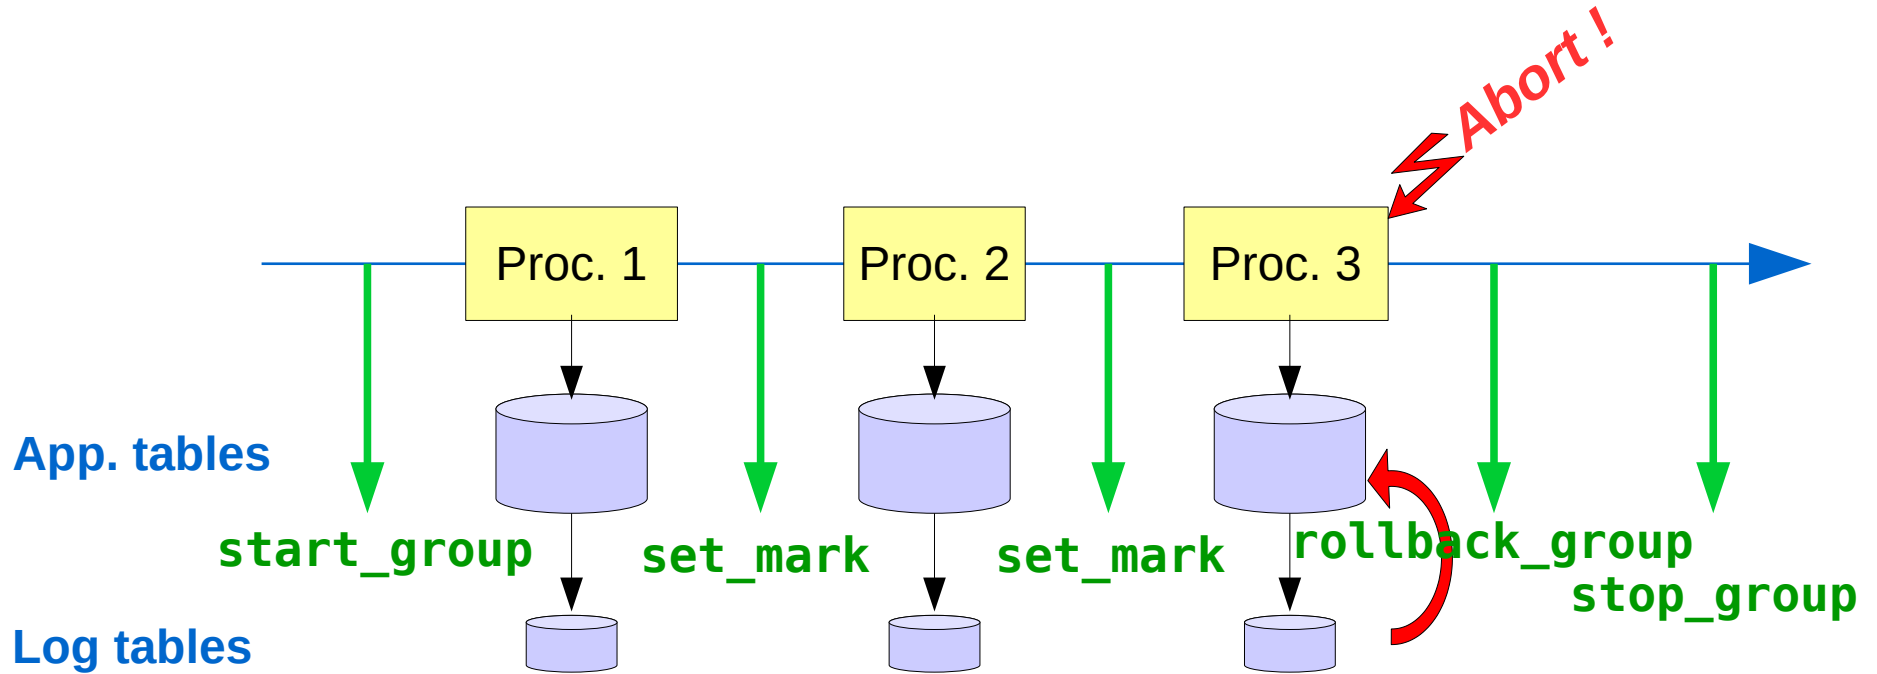 Abort !
Proc. 1
Proc. 2
Proc. 3
App. tables
start_group
set_mark
set_mark
rollback_group
stop_group
Log tables